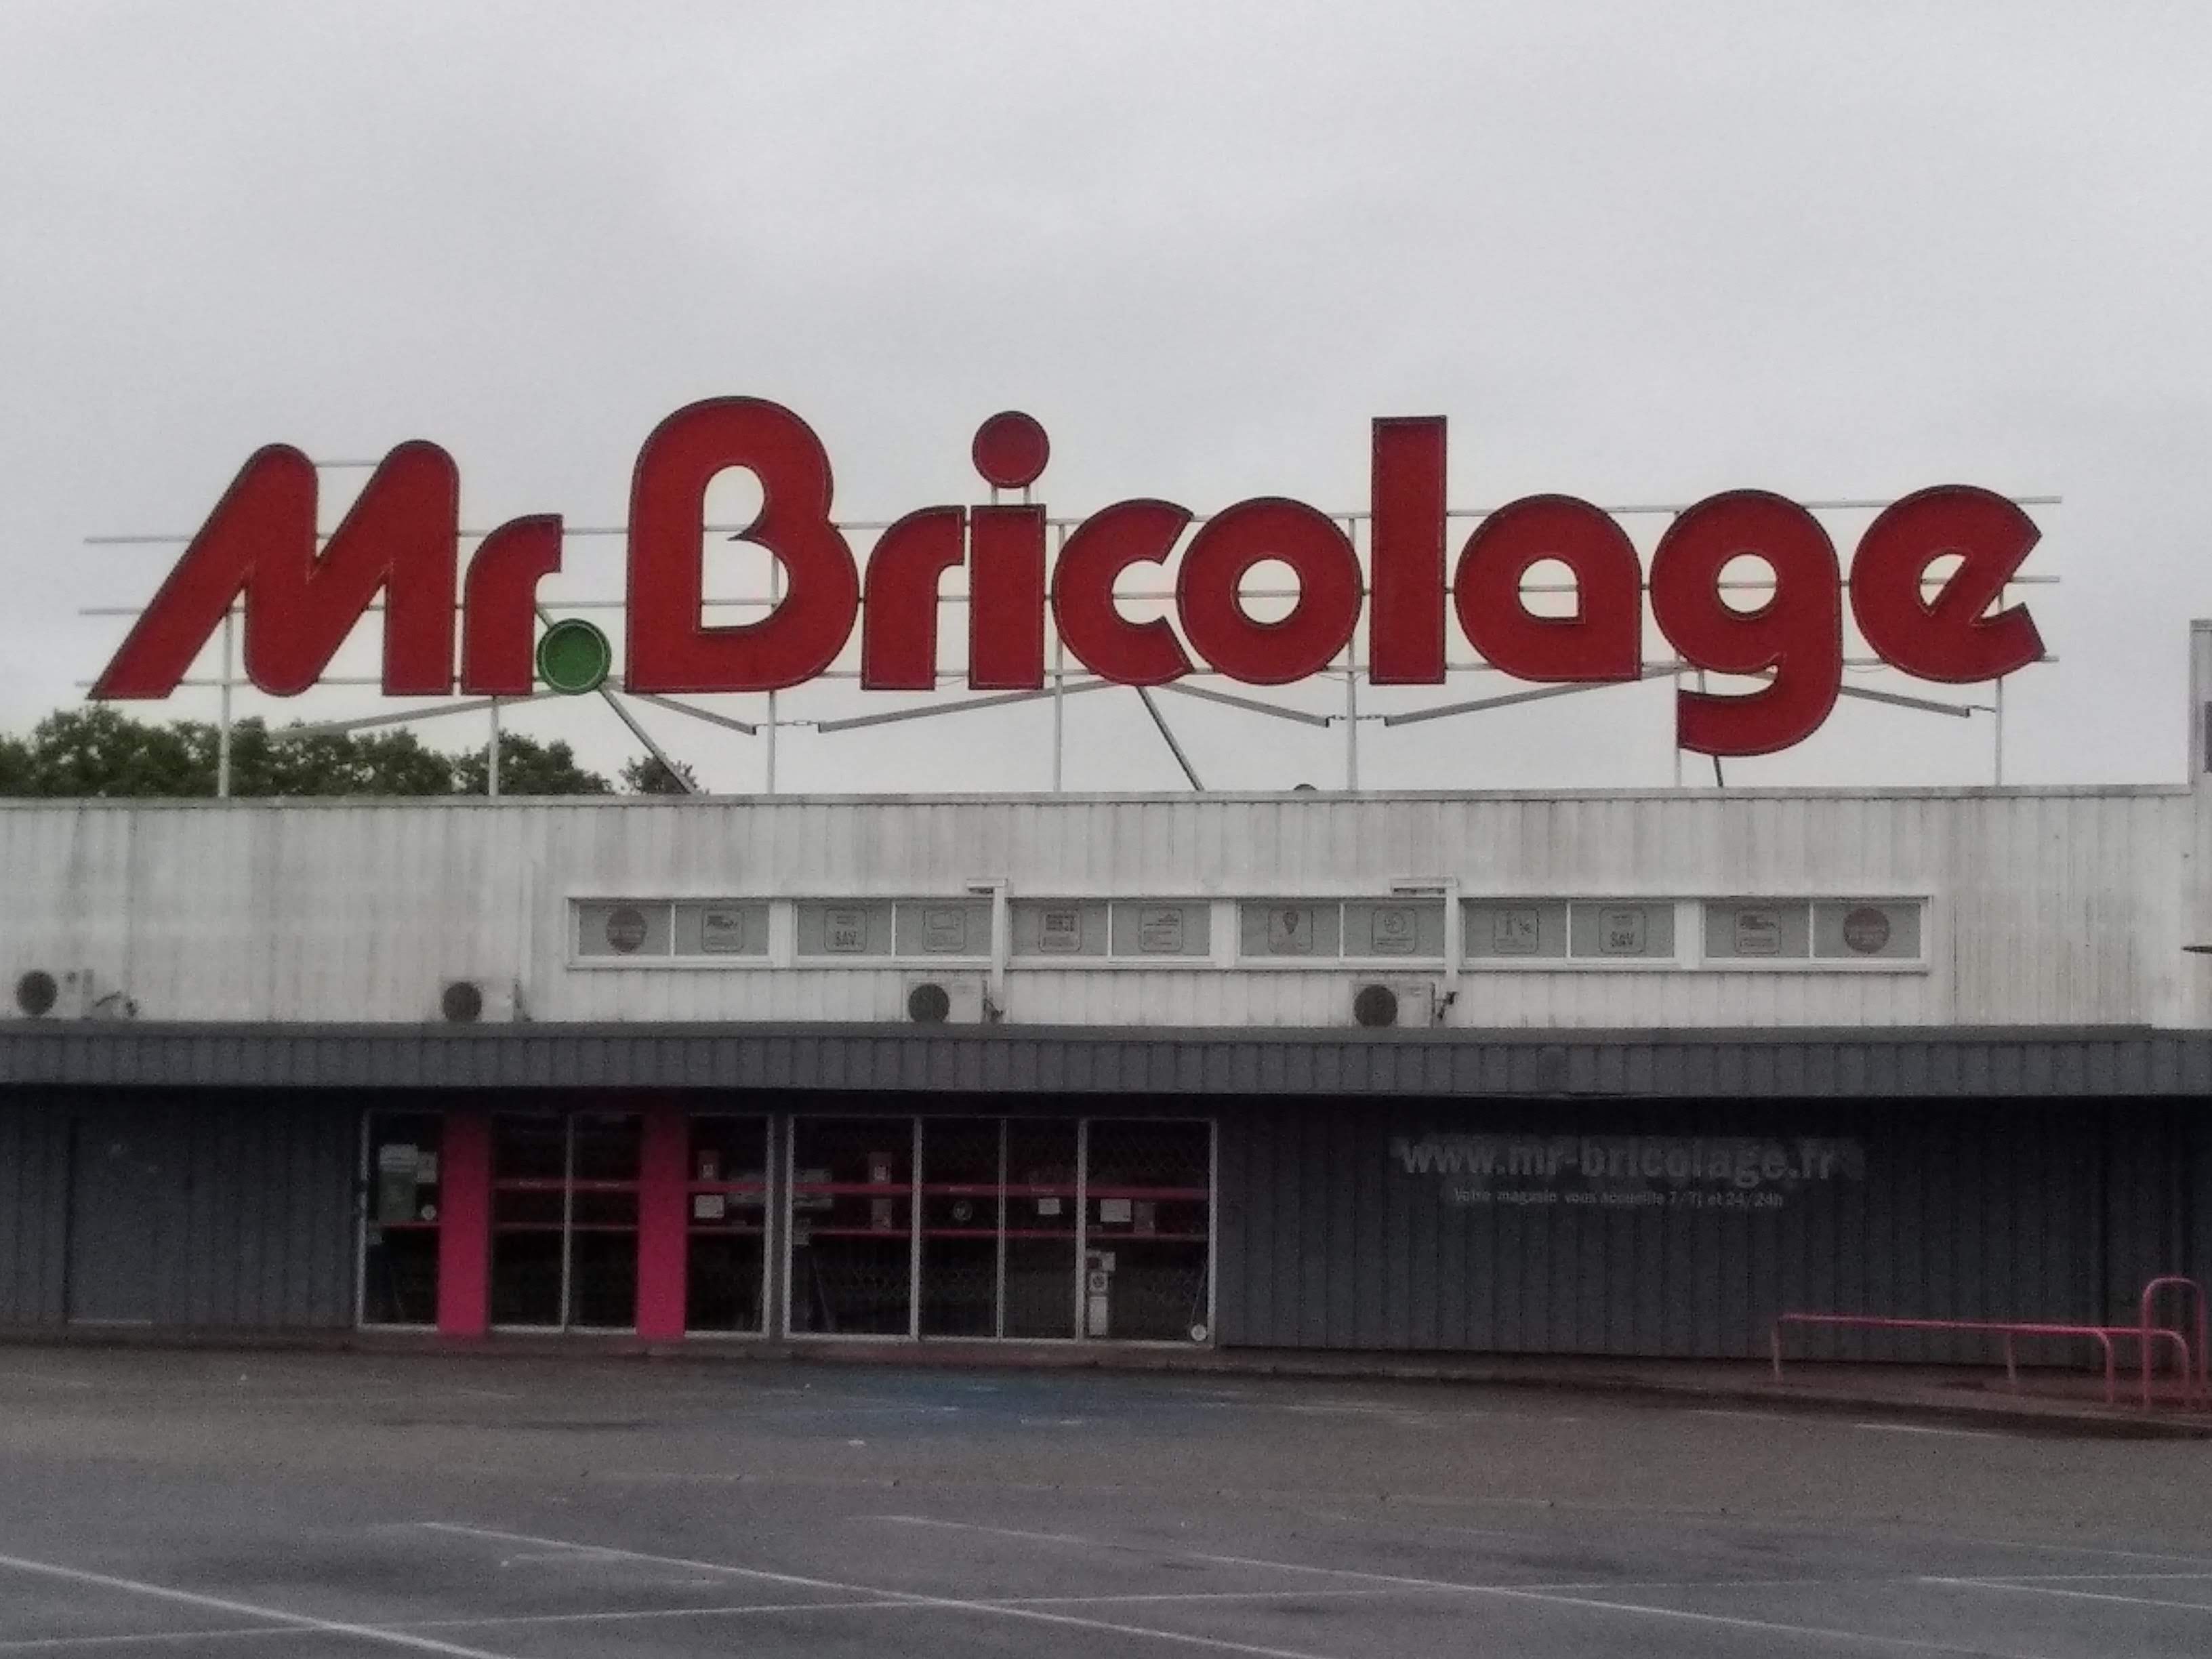 Mr.Bricolage
SAV
SAV
www.mr-bricolage.fr
Votre magasin vous accueille 7/7j et 24/24h